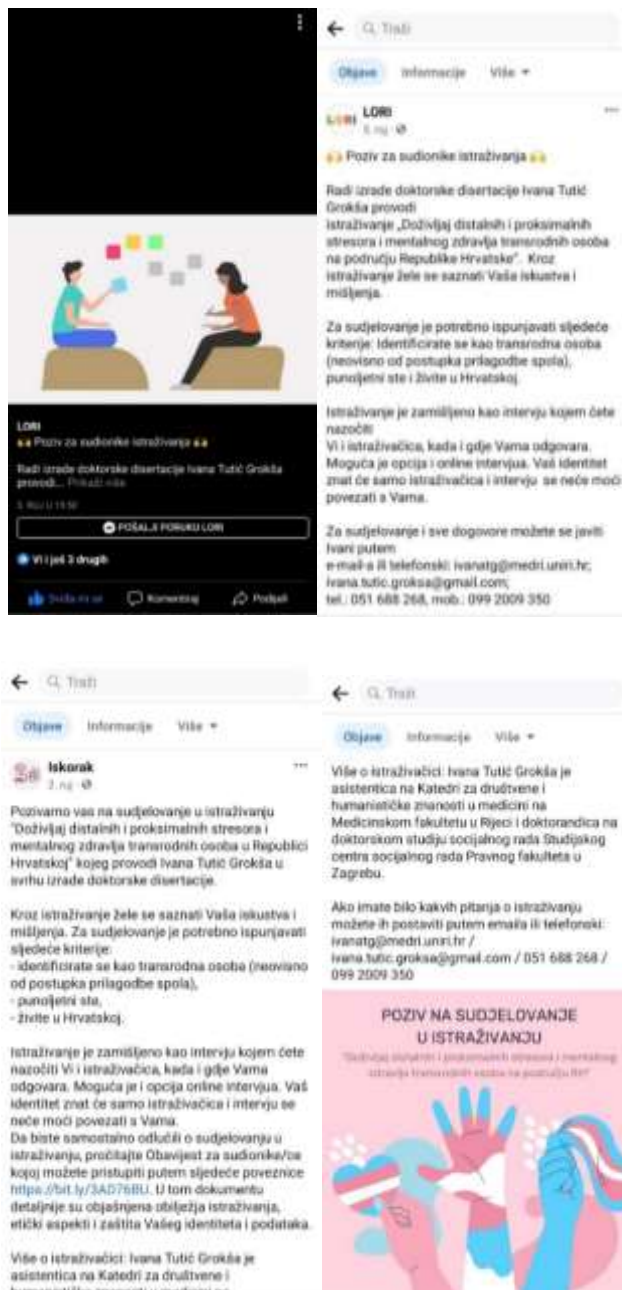 LORI
Poziv za sudionike istraživanja
Radi izrade doktorske disertacije Ivana Tutić Grokša
provodi... Prikaži više
POŠALJI PORUKU LORI
Vi i još 3 drugih
Sviđa mi se
Komentiraj
Podijeli
Traži
Objave
Informacije
Više
LORI
Poziv za sudionike istraživanja
Radi izrade doktorske disertacije Ivana Tutić
Grokša provodi
istraživanje „Doživljaj distalnih i proksimalnih
stresora i mentalnog zdravlja transrodnih osoba
na području Republike Hrvatske". Kroz
istraživanje žele se saznati Vaša iskustva i
mišljenja.
Za sudjelovanje je potrebno ispunjavati sljedeće
kriterije: Identificirate se kao transrodna osoba
(neovisno od postupka prilagodbe spola),
punoljetni ste i živite u Hrvatskoj.
Istraživanje je zamišljeno kao intervju kojem ćete
nazočiti
Vi i istraživačica, kada i gdje Vama odgovara.
Moguća je opcija i online intervjua. Vaš identitet
znat će samo istraživačica i intervju se neće moći
povezati s Vama.
Za sudjelovanje i sve dogovore možete se javiti
Ivani putem
e-mail-a ili telefonski: ivanatg@medri.uniri.hr;
ivana.tutic.groksa@gmail.com;
tel.: 051 688 268, mob.: 099 2009 350
Traži
Objave
Informacije
Više
Iskorak
Pozivamo vas na sudjelovanje u istraživanju
"Doživljaj distalnih i proksimalnih stresora i
mentalnog zdravlja transrodnih osoba u Republici
Hrvatskoj" kojeg provodi Ivana Tutić Grokša u
svrhu izrade doktorske disertacije.
Kroz istraživanje žele se saznati Vaša iskustva i
mišljenja. Za sudjelovanje je potrebno ispunjavati
sljedeće kriterije:
- identificirate se kao transrodna osoba (neovisno
od postupka prilagodbe spola),
- punoljetni ste,
- živite u Hrvatskoj.
Istraživanje je zamišljeno kao intervju kojem ćete
nazočiti Vi i istraživačica, kada i gdje Vama
odgovara. Moguća je opcija online intervjua. Vaš
identitet znat će samo istraživačica i intervju se
neće moći povezati s Vama.
Da biste samostalno odlučili o sudjelovanju u
istraživanju, pročitajte Obavijest za sudionike/ce
kojoj možete pristupiti putem sljedeće poveznice
https://bit.ly/3AD76BU. U tom dokumentu
detaljnije su objašnjena obilježja istraživanja,
etički aspekti i zaštita Vašeg identiteta i podataka.
Više o istraživačici: Ivana Tutić Grokša je
asistentica na Katedri za društvene i
Traži
Objave
Informacije
Više
Više o istraživačici: Ivana Tutić Grokša je
asistentica na Katedri za društvene i
humanističke znanosti u medicini na
Medicinskom fakultetu u Rijeci i doktorandica na
doktorskom studiju socijalnog rada Studijskog
centra socijalnog rada Pravnog fakulteta u
Zagrebu.
Ako imate bilo kakvih pitanja o istraživanju
možete ih postaviti putem emaila ili telefonski:
ivanatg@medri.uniri.hr /
ivana.tutic.groksa@gmail.com / 051 688 268 /
099 2009 350
POZIV NA SUDJELOVANJE
U ISTRAŽIVANJU
"Doživljaj distalnih i proksimalnih stresora i mentalnog
zdravlja transrodnih osoba na području RH"